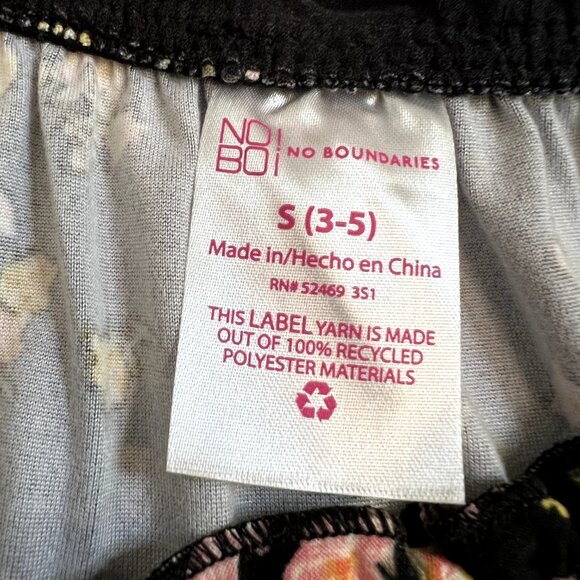 NO!
BO!
NO BOUNDARIES
S (3-5)
Made in/Hecho en China
RN# 52469 3S1
THIS LABEL YARN IS MADE
OUT OF 100% RECYCLED
POLYESTER MATERIALS